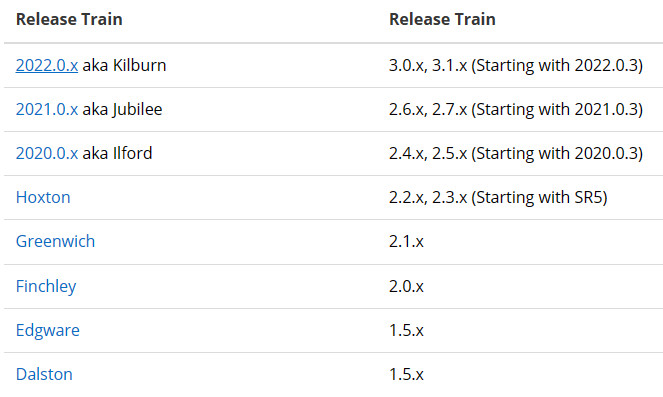 Release Train Release Train
2022.0.x aka Kilburn 3.0.x, 3.1.x (Starting with 2022.0.3)
2021.0.x aka Jubilee 2.6.x, 2.7.x (Starting with 2021.0.3)
2020.0.x aka Ilford 2.4.x, 2.5.x (Starting with 2020.0.3)
Hoxton 2.2.x, 2.3.x (Starting with SR5)
Greenwich 2.1.x
Finchley 2.0.x
Edgware 1.5.x
Dalston 1.5.x